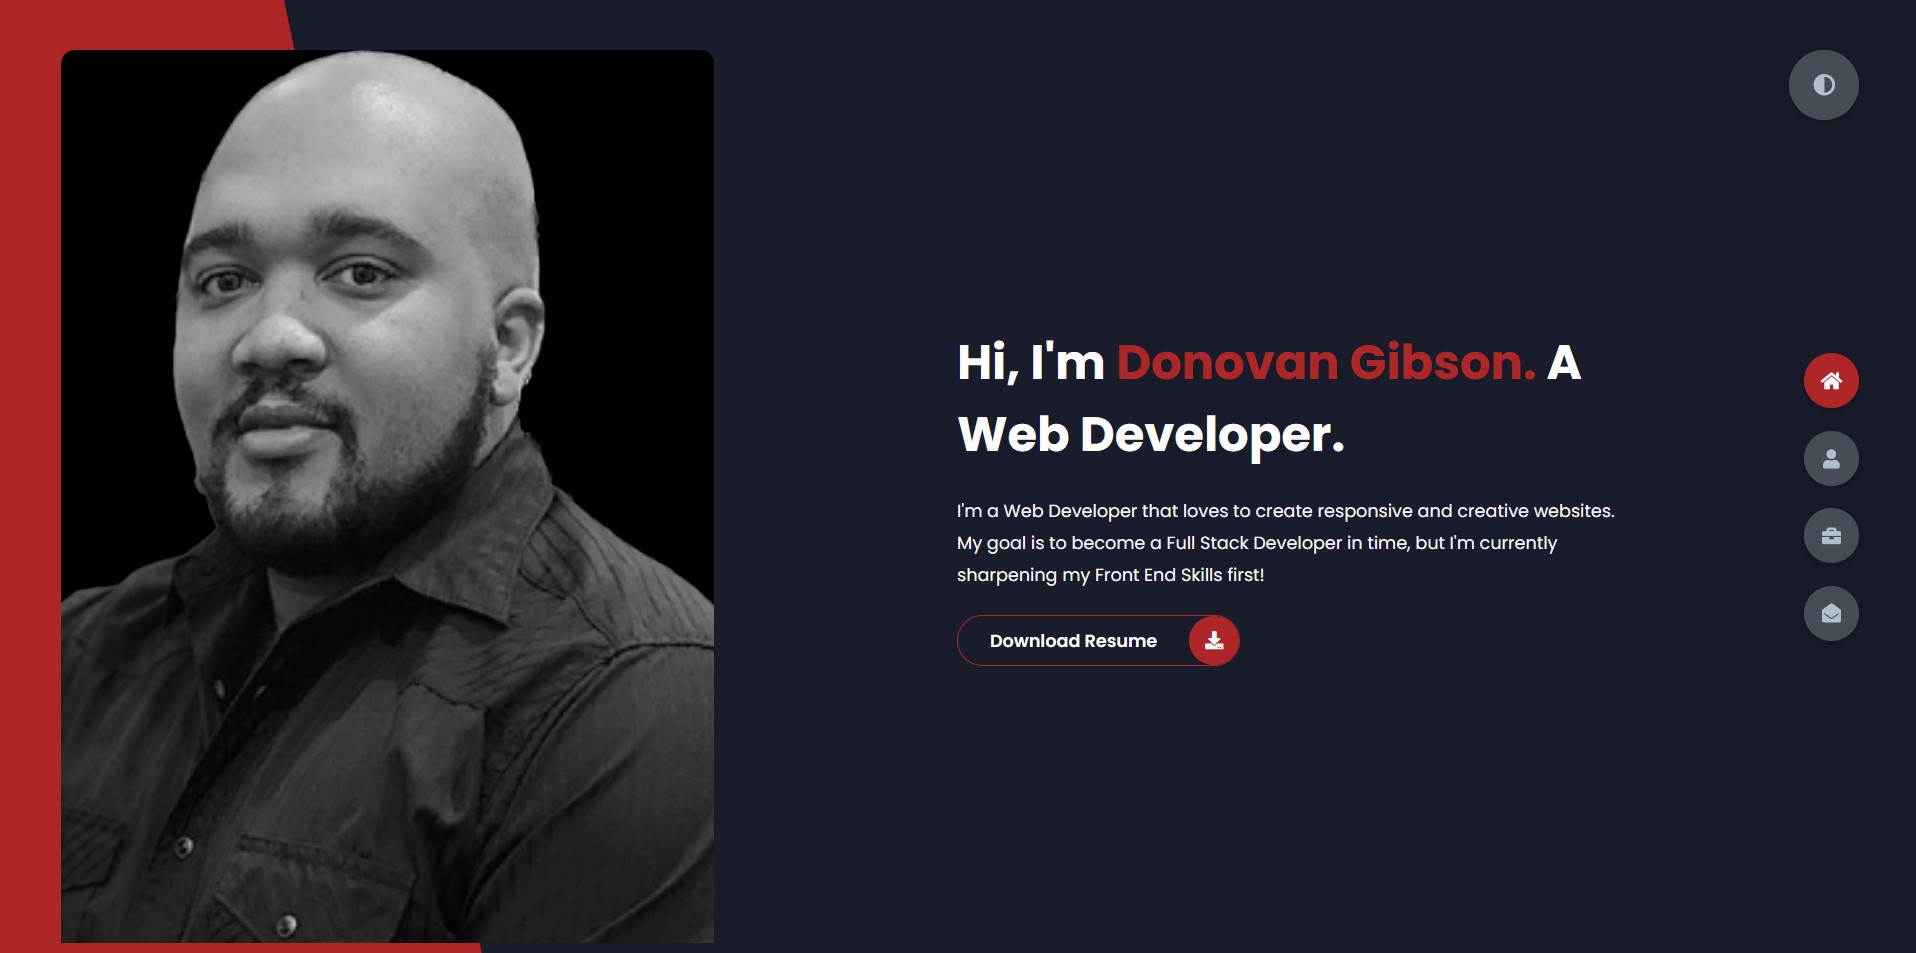 Hi, I'm Donovan Gibson. A
Web Developer.
I'm a Web Developer that loves to create responsive and creative websites.
My goal is to become a Full Stack Developer in time, but I'm currently
sharpening my Front End Skills first!
Download Resume